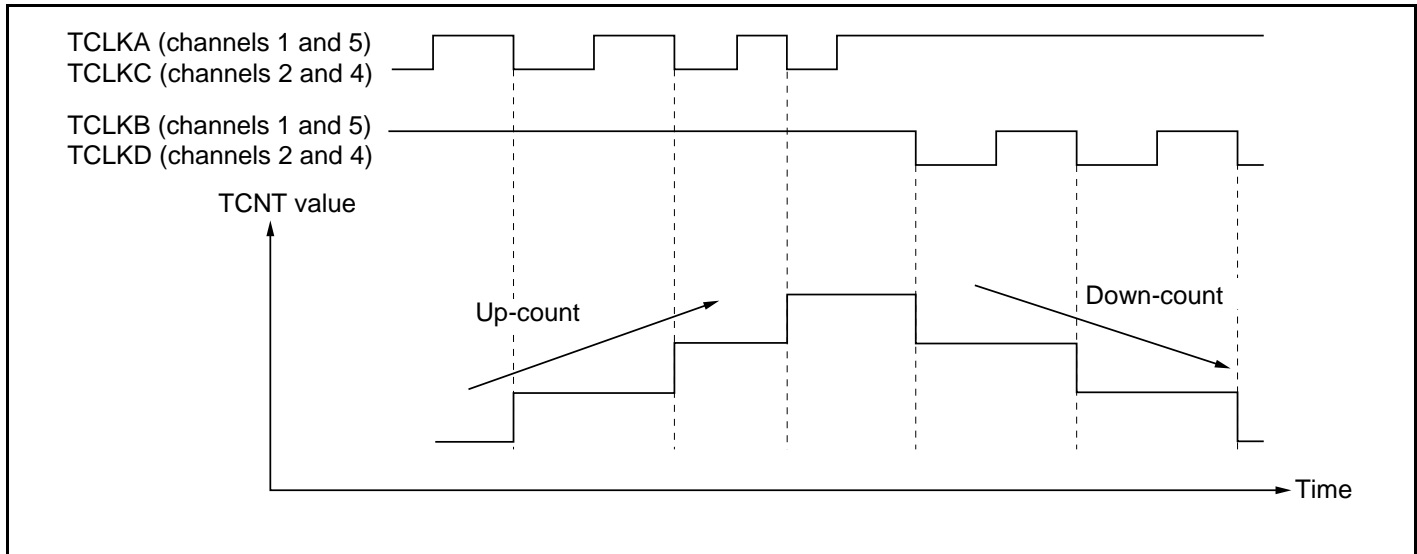 TCLKA (channels 1 and 5)
TCLKC (channels 2 and 4)
TCLKB (channels 1 and 5)
TCLKD (channels 2 and 4)
TCNT value
Up-count
Down-count
Time